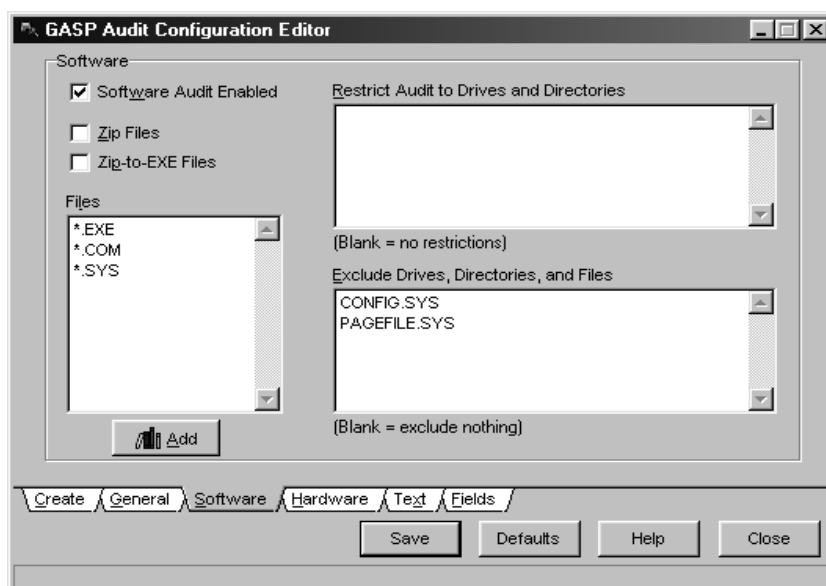 GASP Audit Configuration Editor
Software
Software Audit Enabled
Zip Files
Zip-to-EXE Files
Files
*.EXE
*.COM
*.SYS
Add
Restrict Audit to Drives and Directories
(Blank = no restrictions)
Exclude Drives, Directories, and Files
CONFIG.SYS
PAGEFILE.SYS
(Blank = exclude nothing)
Create General Software Hardware Text Fields
Save Defaults Help Close